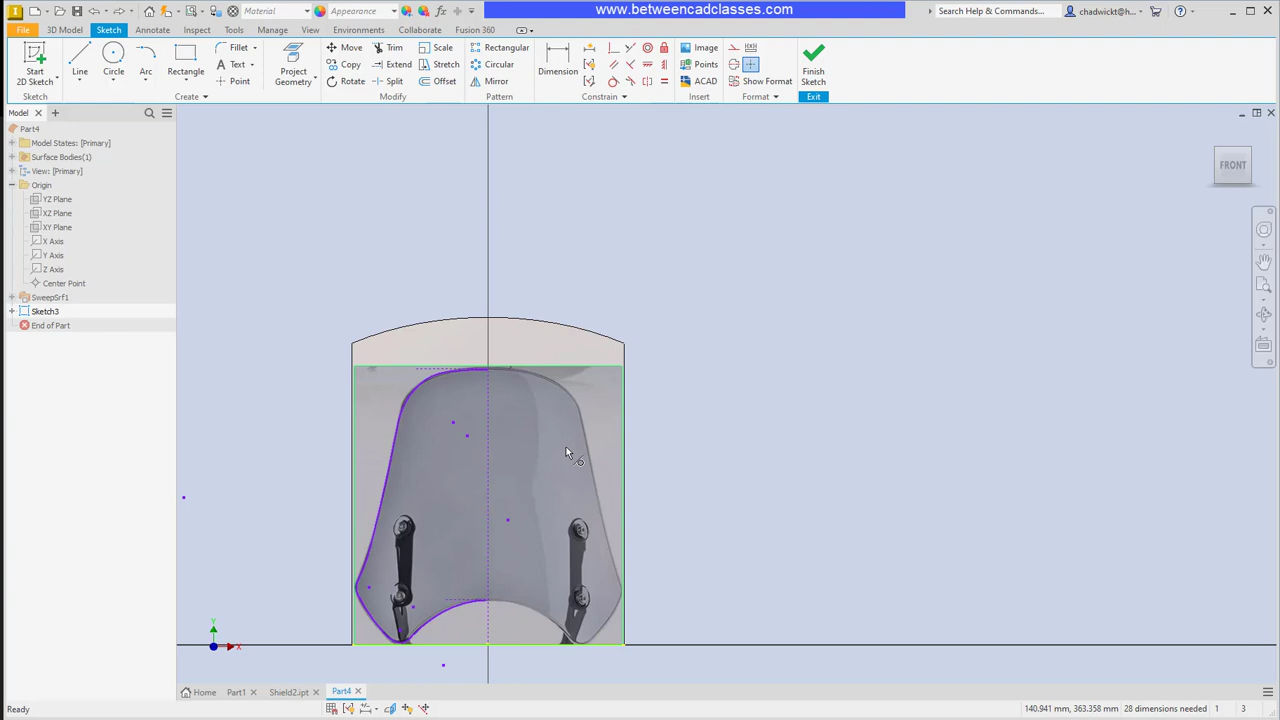 www.betweencadclasses.com
Material
Appearance
fx
Search Help & Commands...
chadwickt@h...
File
3D Model
Sketch
Annotate
Inspect
Tools
Manage
View
Environments
Collaborate
Fusion 360
Start
2D Sketch
Line
Circle
Arc
Rectangle
Fillet
Text
Point
Project
Geometry
Move
Copy
Rotate
Trim
Extend
Split
Scale
Stretch
Offset
Rectangular
Circular
Mirror
Dimension
Image
Points
ACAD
Show Format
Finish
Sketch
Sketch
Create
Modify
Pattern
Constrain
Insert
Format
Exit
Model
Part4
Model States: [Primary]
Surface Bodies(1)
View: [Primary]
Origin
YZ Plane
XZ Plane
XY Plane
X Axis
Y Axis
Z Axis
Center Point
SweepSrf1
Sketch3
End of Part
FRONT
Y
X
Home
Part1
Shield2.ipt
Part4
Ready
140.941 mm, 363.358 mm
28 dimensions needed
1
3